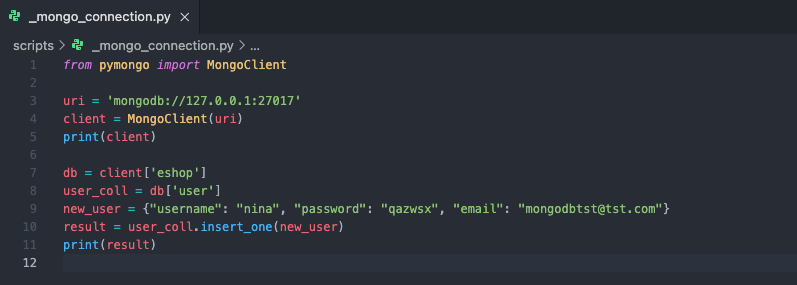 _mongo_connection.py ×
scripts > _mongo_connection.py > ...
1 from pymongo import MongoClient
2
3 uri = 'mongodb://127.0.0.1:27017'
4 client = MongoClient(uri)
5 print(client)
6
7 db = client['eshop']
8 user_coll = db['user']
9 new_user = {"username": "nina", "password": "qazwsx", "email": "mongodbtst@tst.com"}
10 result = user_coll.insert_one(new_user)
11 print(result)
12